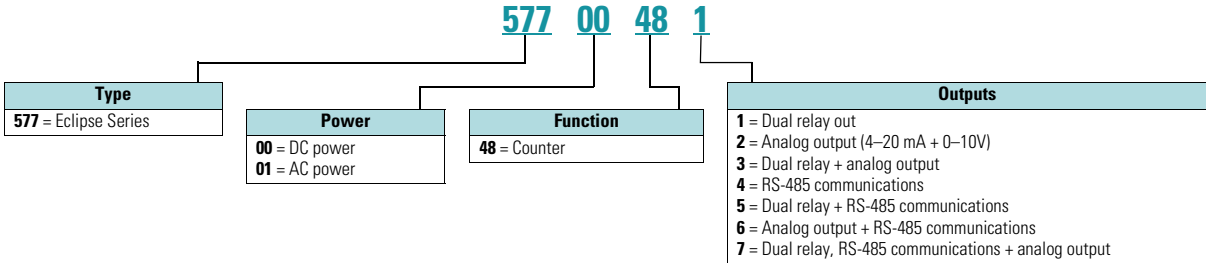 577 00 48 1
Type
577 = Eclipse Series
Power
00 = DC power
01 = AC power
Function
48 = Counter
Outputs
1 = Dual relay out
2 = Analog output (4–20 mA + 0–10V)
3 = Dual relay + analog output
4 = RS-485 communications
5 = Dual relay + RS-485 communications
6 = Analog output + RS-485 communications
7 = Dual relay, RS-485 communications + analog output